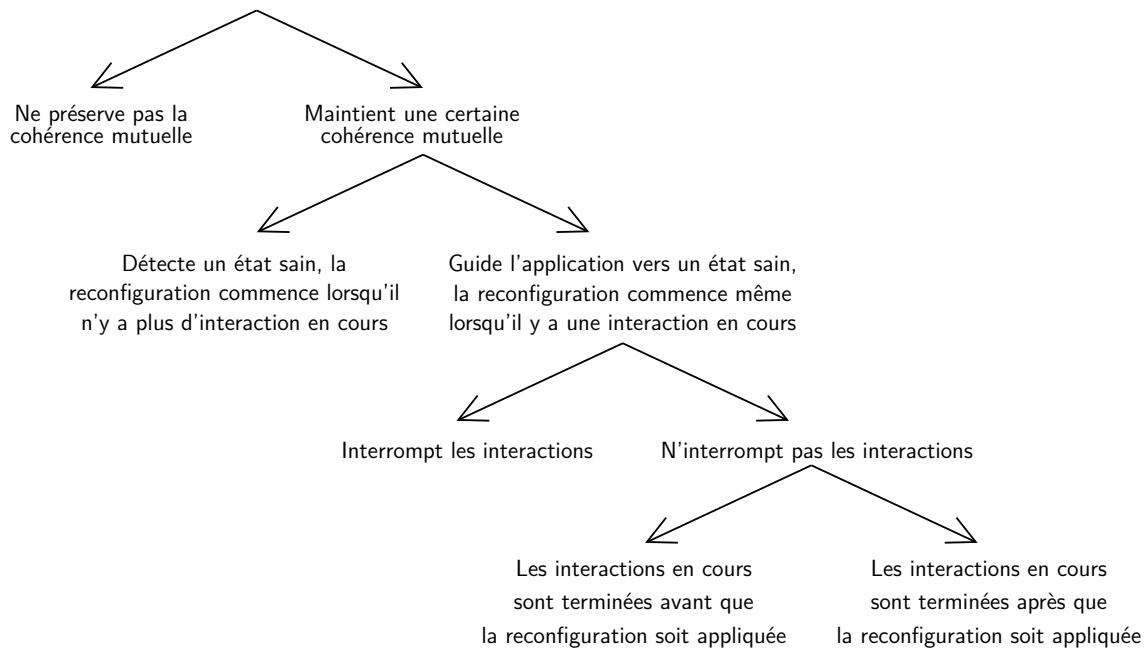 Ne préserve pas la
cohérence mutuelle
Maintient une certaine
cohérence mutuelle
Détecte un état sain, la
reconfiguration commence lorsqu'il
n'y a plus d'interaction en cours
Guide l'application vers un état sain,
la reconfiguration commence même
lorsqu'il y a une interaction en cours
Interrompt les interactions
N'interrompt pas les interactions
Les interactions en cours
sont terminées avant que
la reconfiguration soit appliquée
Les interactions en cours
sont terminées après que
la reconfiguration soit appliquée